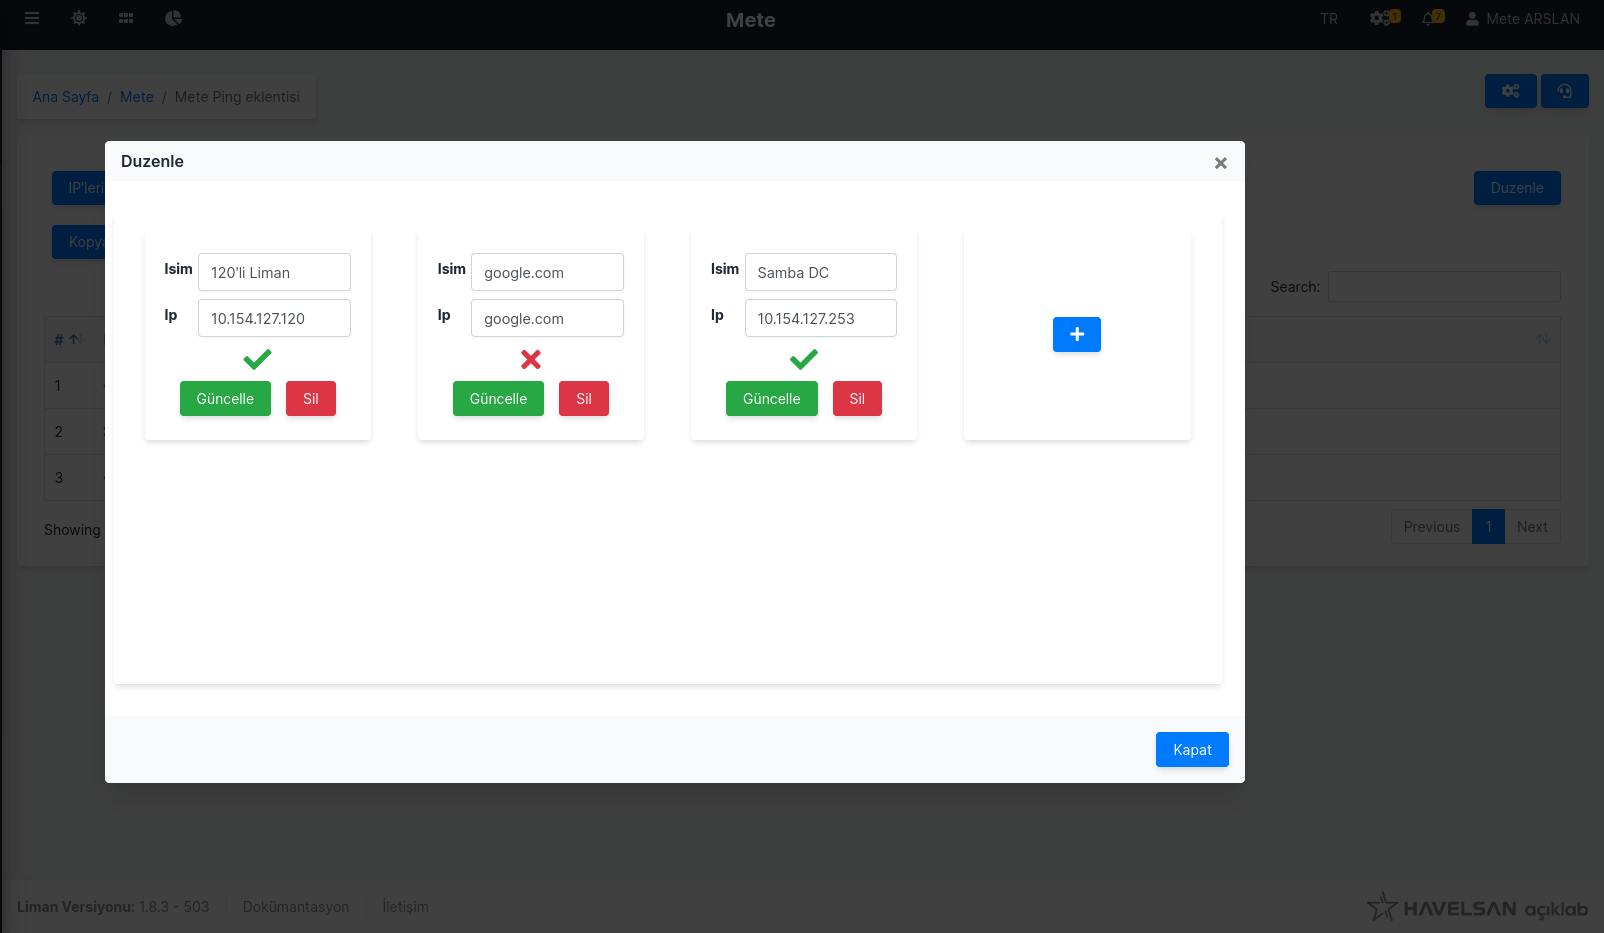 Mete
TR
1
7
Mete ARSLAN
Ana Sayfa / Mete / Mete Ping eklentisi
Duzenle
×
IP'leri
Duzenle
Kopya
Isim 120'li Liman
Ip 10.154.127.120
Güncelle Sil
Isim google.com
Ip google.com
Güncelle Sil
Isim Samba DC
Ip 10.154.127.253
Güncelle Sil
+
Search:
#
1
2
3
Showing
Previous 1 Next
Kapat
Liman Versiyonu: 1.8.3 - 503
Dokümantasyon
İletişim
HAVELSAN açıklab